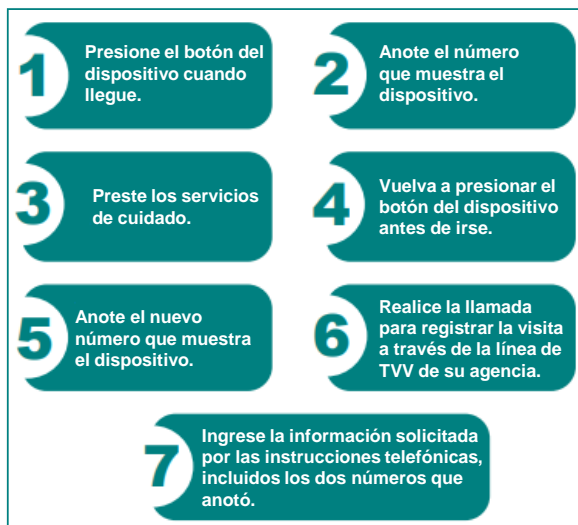 1
Presione el botón del
dispositivo cuando
llegue.
2
Anote el número
que muestra el
dispositivo.
3
Preste los servicios
de cuidado.
4
Vuelva a presionar el
botón del dispositivo
antes de irse.
5
Anote el nuevo
número que muestra
el dispositivo.
6
Realice la llamada
para registrar la visita
a través de la línea de
TVV de su agencia.
7
Ingrese la información solicitada
por las instrucciones telefónicas,
incluidos los dos números que
anotó.